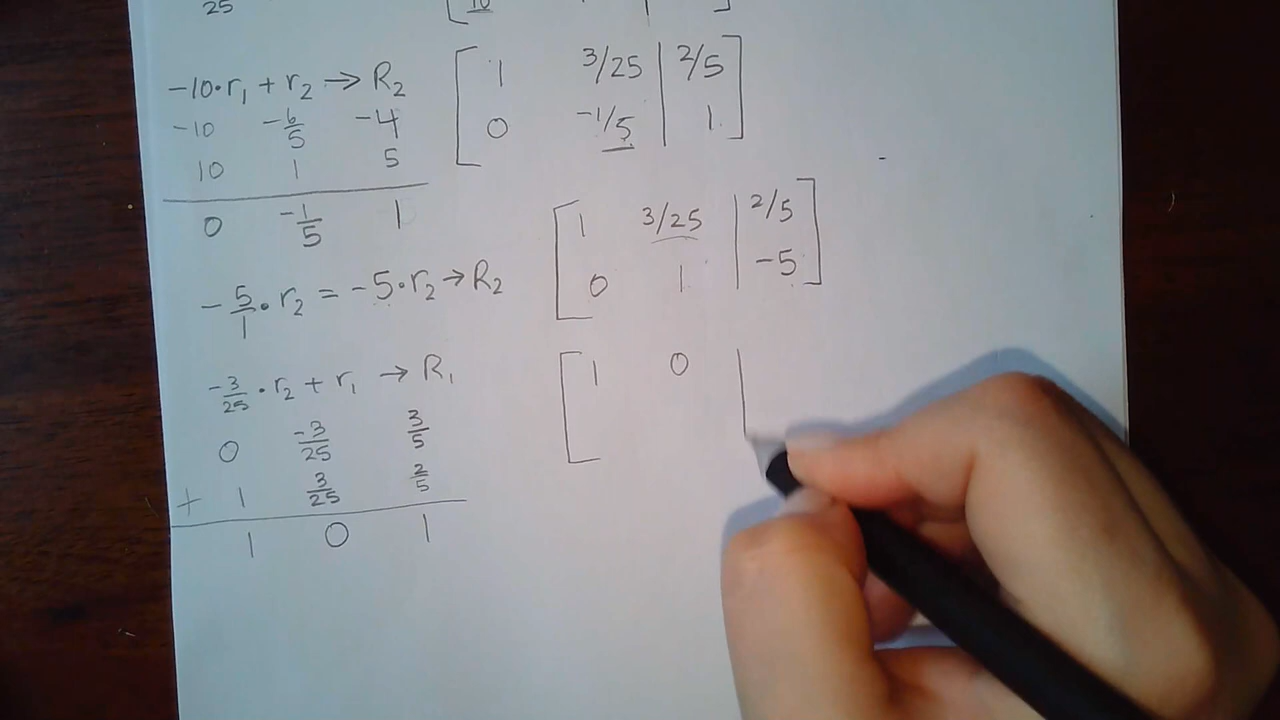 25 [ 10 ]
-10·r₁ + r₂ → R₂ [ 1 3/25 | 2/5 ]
-10 -6/5 -4 [ 0 -1/5 | 1 ]
10 1 5
0 -1/5 1
[ 1 3/25 | 2/5 ]
[ 0 1 | -5 ]
-5/1·r₂ = -5·r₂ → R₂
-3/25·r₂ + r₁ → R₁ [ 1 0 |
0 -3/25 3/5
+ 1 3/25 2/5
1 0 1